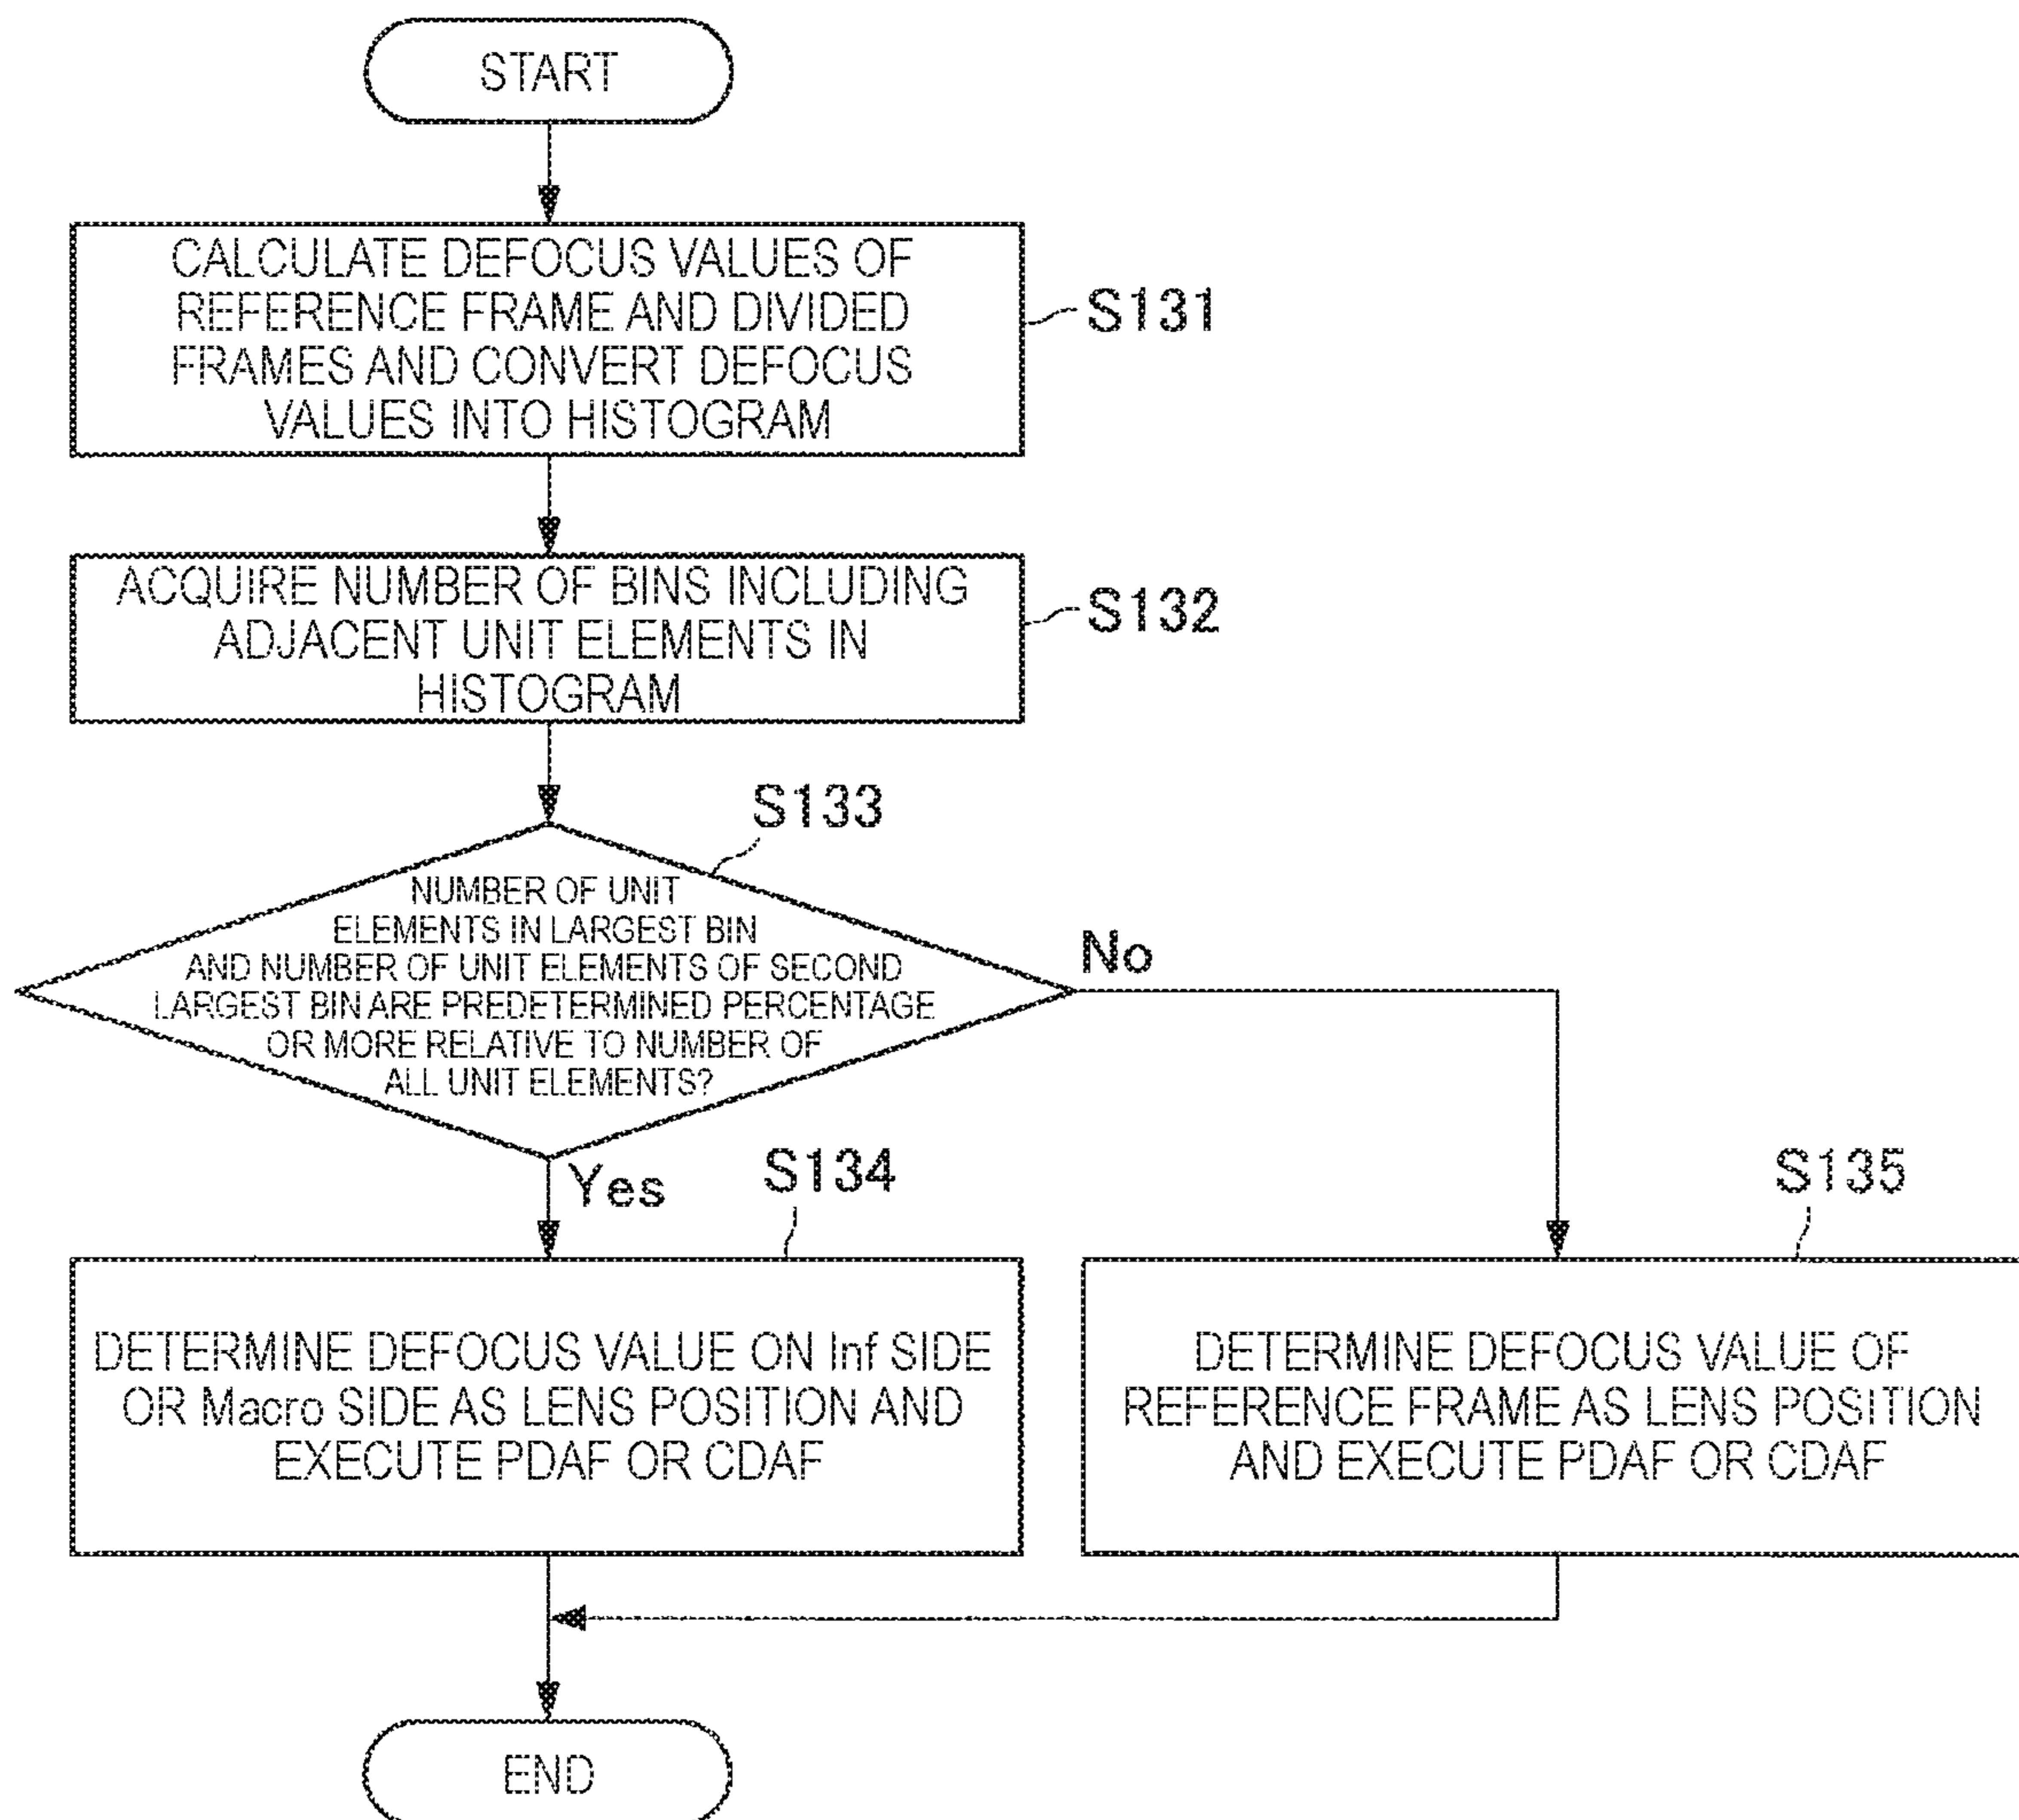 START
CALCULATE DEFOCUS VALUES OF
REFERENCE FRAME AND DIVIDED
FRAMES AND CONVERT DEFOCUS
VALUES INTO HISTOGRAM
S131
ACQUIRE NUMBER OF BINS INCLUDING
ADJACENT UNIT ELEMENTS IN
HISTOGRAM
S132
S133
NUMBER OF UNIT
ELEMENTS IN LARGEST BIN
AND NUMBER OF UNIT ELEMENTS OF SECOND
LARGEST BIN ARE PREDETERMINED PERCENTAGE
OR MORE RELATIVE TO NUMBER OF
ALL UNIT ELEMENTS?
No
Yes
S134
DETERMINE DEFOCUS VALUE ON Inf SIDE
OR Macro SIDE AS LENS POSITION AND
EXECUTE PDAF OR CDAF
S135
DETERMINE DEFOCUS VALUE OF
REFERENCE FRAME AS LENS POSITION
AND EXECUTE PDAF OR CDAF
END